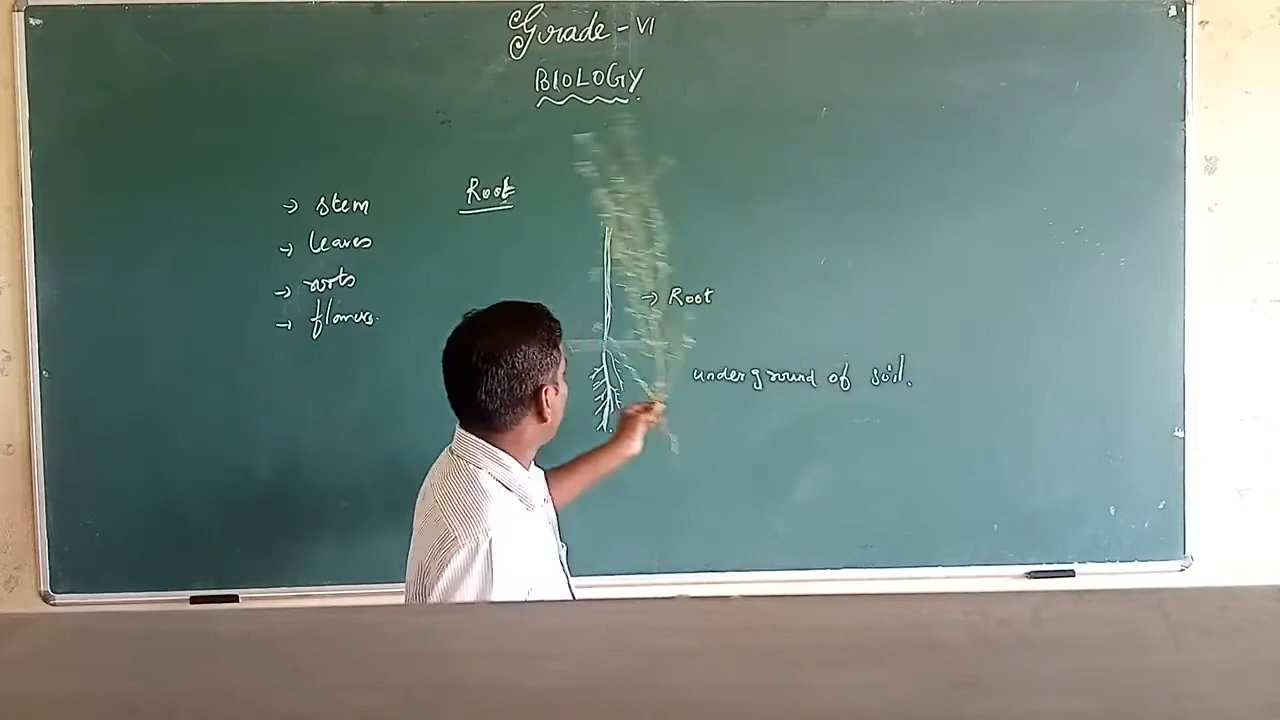 Grade - VI
BIOLOGY
Root
→ stem
→ leaves
→ roots
→ flowers.
→ Root
underground of soil.